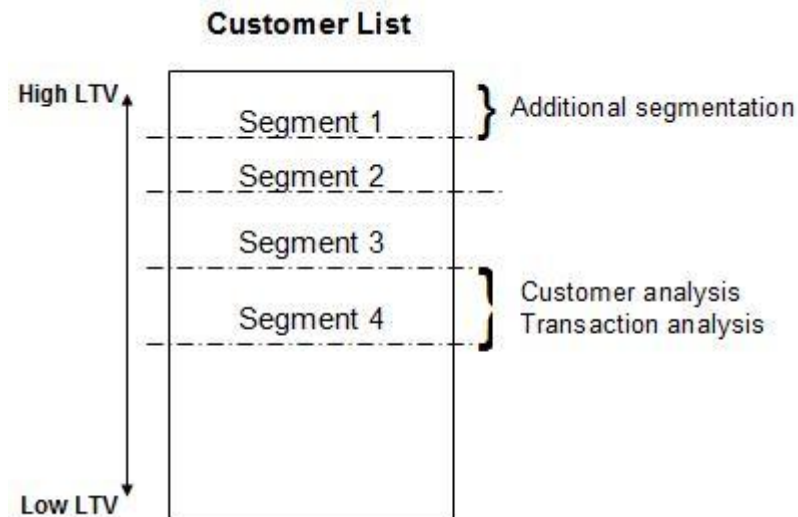 Customer List
High LTV
Segment 1
Additional segmentation
Segment 2
Segment 3
Segment 4
Customer analysis
Transaction analysis
Low LTV